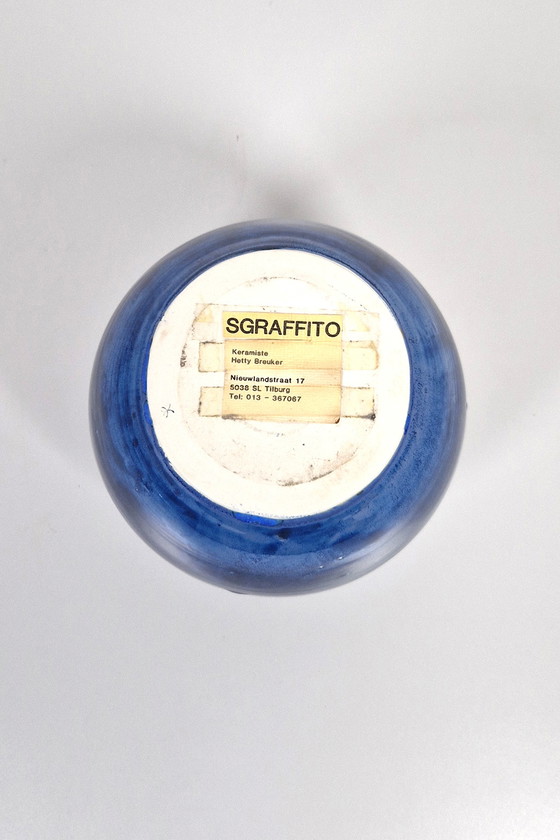 SGRAFFITO
Keramiste
Hetty Breuker
Nieuwlandstraat 17
5038 SL Tilburg
Tel: 013 - 367067